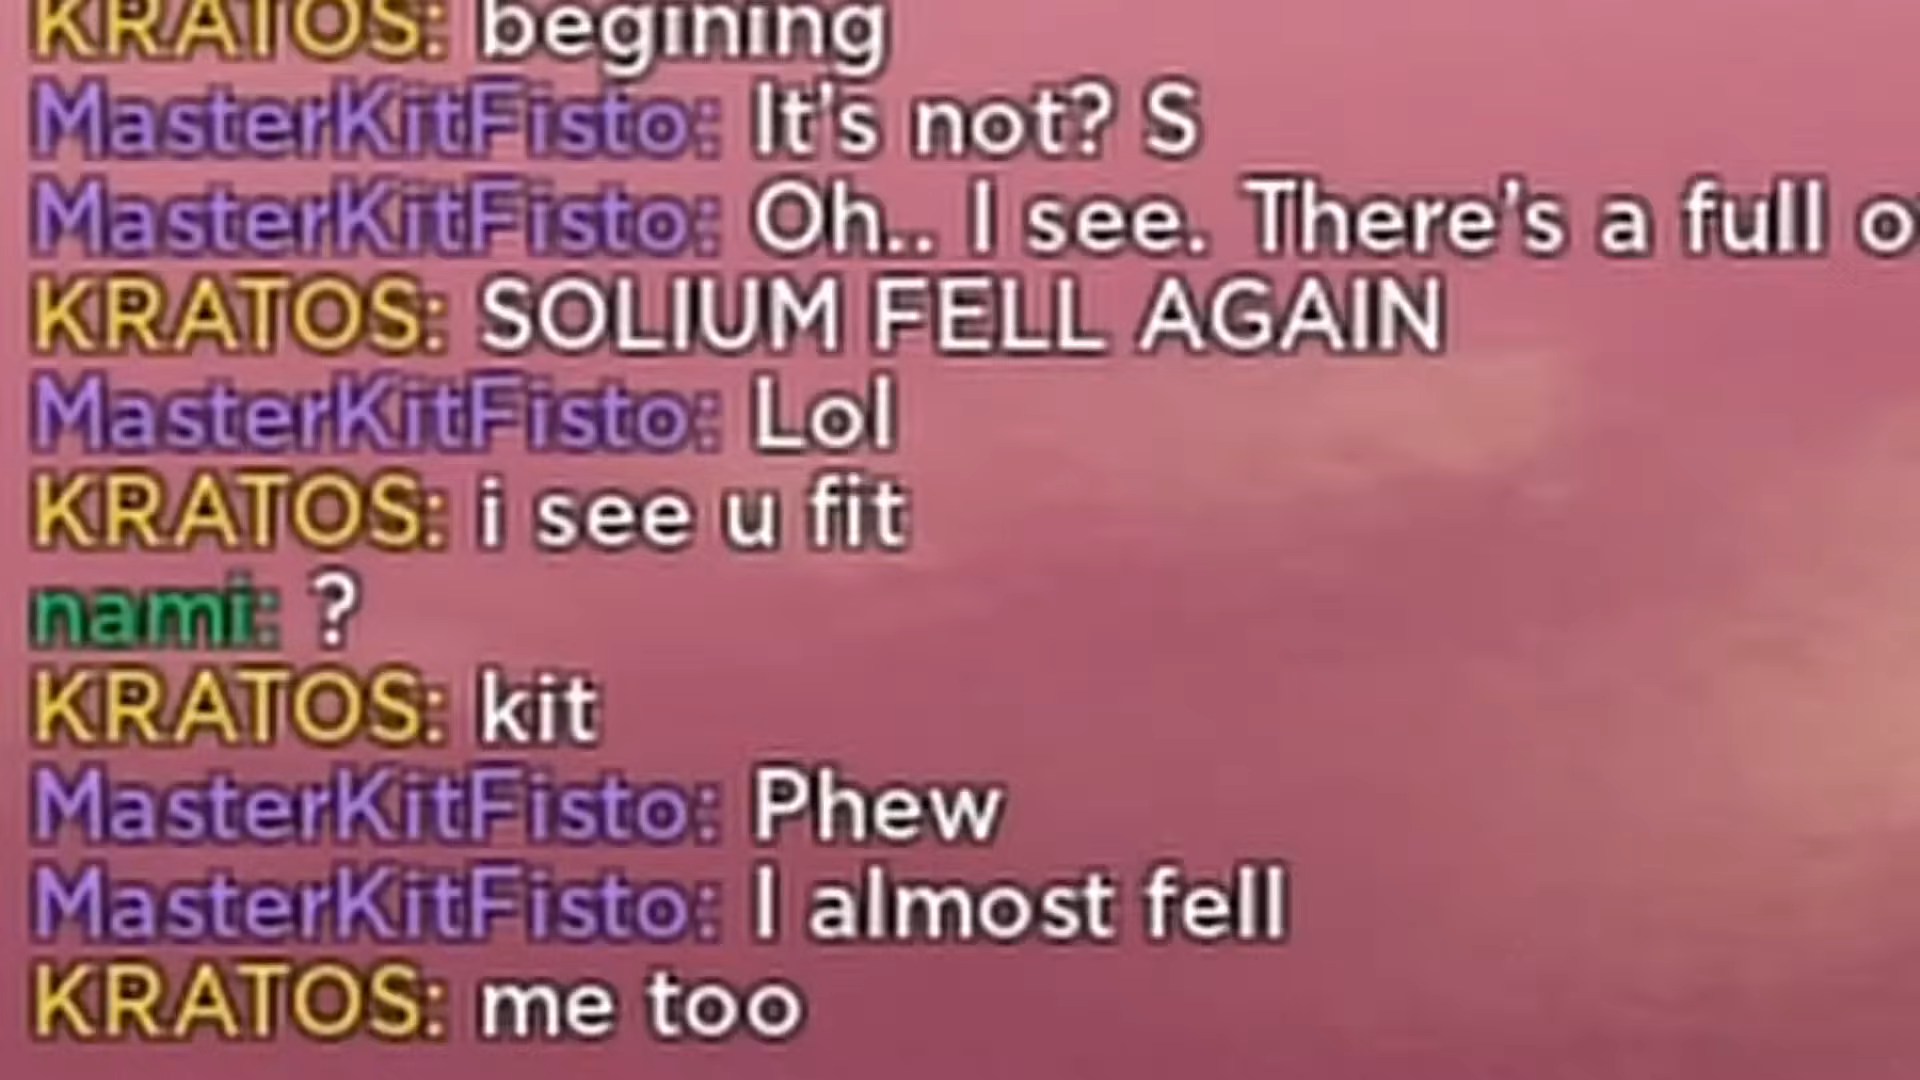 KRATOS: begining
MasterKitFisto: It's not? S
MasterKitFisto: Oh.. I see. There's a full
KRATOS: SOLIUM FELL AGAIN
MasterKitFisto: Lol
KRATOS: i see u fit
nami: ?
KRATOS: kit
MasterKitFisto: Phew
MasterKitFisto: I almost fell
KRATOS: me too